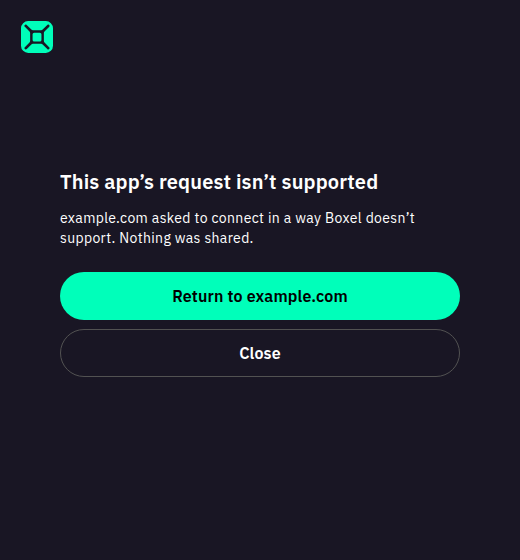 This app’s request isn’t supported
example.com asked to connect in a way Boxel doesn’t
support. Nothing was shared.
Return to example.com
Close